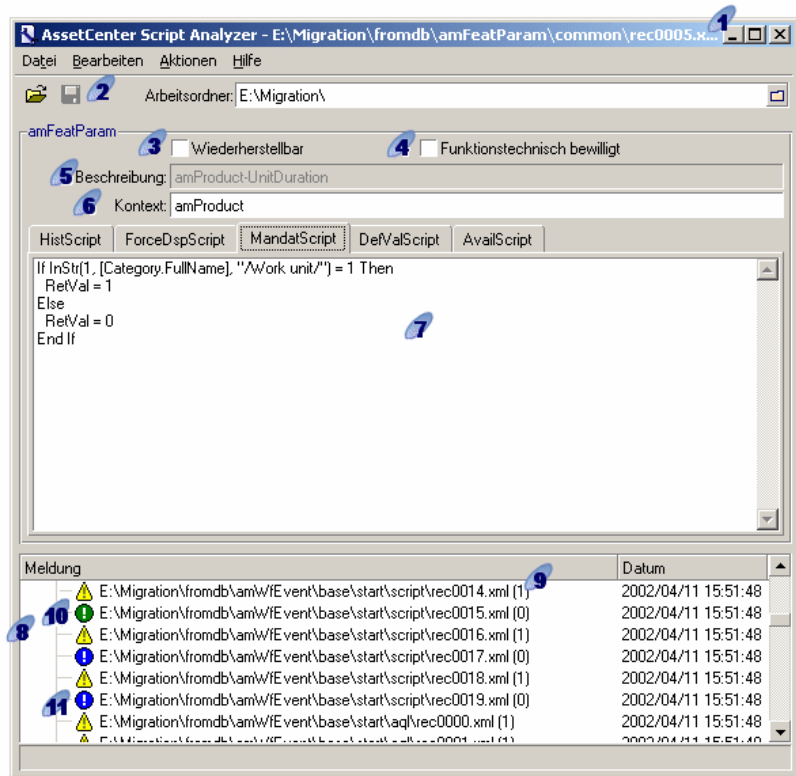 1
AssetCenter Script Analyzer - E:\Migration\fromdb\amFeatParam\common\rec0005.x...
Datei Bearbeiten Aktionen Hilfe
2 Arbeitsordner: E:\Migration\
amFeatParam
3 Wiederherstellbar 4 Funktionstechnisch bewilligt
5 Beschreibung: amProduct-UnitDuration
6 Kontext: amProduct
HistScript ForceDspScript MandatScript DefValScript AvailScript
If InStr(1, [Category.FullName], "/Work unit/") = 1 Then
RetVal = 1
Else
RetVal = 0
End If
7
Meldung Datum
9
E:\Migration\fromdb\amWfEvent\base\start\script\rec0014.xml (1) 2002/04/11 15:51:48
10 E:\Migration\fromdb\amWfEvent\base\start\script\rec0015.xml (0) 2002/04/11 15:51:48
8 E:\Migration\fromdb\amWfEvent\base\start\script\rec0016.xml (1) 2002/04/11 15:51:48
E:\Migration\fromdb\amWfEvent\base\start\script\rec0017.xml (0) 2002/04/11 15:51:48
E:\Migration\fromdb\amWfEvent\base\start\script\rec0018.xml (1) 2002/04/11 15:51:48
11 E:\Migration\fromdb\amWfEvent\base\start\script\rec0019.xml (0) 2002/04/11 15:51:48
E:\Migration\fromdb\amWfEvent\base\start\aql\rec0000.xml (1) 2002/04/11 15:51:48